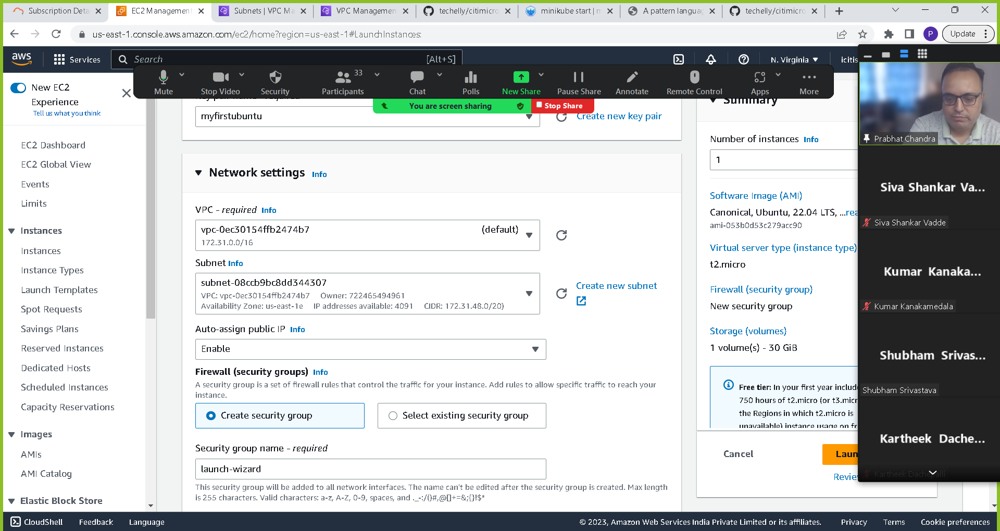 Subscription Deta
EC2 Management
Subnets | VPC Ma
VPC Managemen
techelly/citimicro
minikube start | m
A pattern languag
techelly/citimicro
us-east-1.console.aws.amazon.com/ec2/home?region=us-east-1#LaunchInstances:
P
Update
aws
Services
Search
[Alt+S]
N. Virginia
icitis
Mute
Stop Video
Security
Participants
33
Chat
Polls
New Share
Pause Share
Annotate
Remote Control
Apps
More
You are screen sharing
Stop Share
New EC2
Experience
Tell us what you think
EC2 Dashboard
EC2 Global View
Events
Limits
Instances
Instances
Instance Types
Launch Templates
Spot Requests
Savings Plans
Reserved Instances
Dedicated Hosts
Scheduled Instances
Capacity Reservations
Images
AMIs
AMI Catalog
Elastic Block Store
myfirstubuntu
Create new key pair
Network settings Info
VPC - required Info
vpc-0ec30154ffb2474b7 (default)
172.31.0.0/16
Subnet Info
subnet-08ccb9bc8dd344307
VPC: vpc-0ec30154ffb2474b7 Owner: 722465494961
Availability Zone: us-east-1e IP addresses available: 4091 CIDR: 172.31.48.0/20)
Create new subnet
Auto-assign public IP Info
Enable
Firewall (security groups) Info
A security group is a set of firewall rules that control the traffic for your instance. Add rules to allow specific traffic to reach your
instance.
Create security group
Select existing security group
Security group name - required
launch-wizard
This security group will be added to all network interfaces. The name can't be edited after the security group is created. Max length
is 255 characters. Valid characters: a-z, A-Z, 0-9, spaces, and ._-:/()#,@[]+=&;{}!$*
Summary
Number of instances Info
1
Software Image (AMI)
Canonical, Ubuntu, 22.04 LTS, ...rea
ami-053b0d53c279acc90
Virtual server type (instance type)
t2.micro
Firewall (security group)
New security group
Storage (volumes)
1 volume(s) - 30 GiB
Free tier: In your first year includ
750 hours of t2.micro (or t3.micr
the Regions in which t2.micro is
unavailable) instance usage on fr
Cancel
Laun
Review
Prabhat Chandra
Siva Shankar Va...
Siva Shankar Vadde
Kumar Kanaka...
Kumar Kanakamedala
Shubham Srivas...
Shubham Srivastava
Kartheek Dache...
Kartheek Dachepalli
CloudShell
Feedback
Language
© 2023, Amazon Web Services India Private Limited or its affiliates.
Privacy
Terms
Cookie preferences